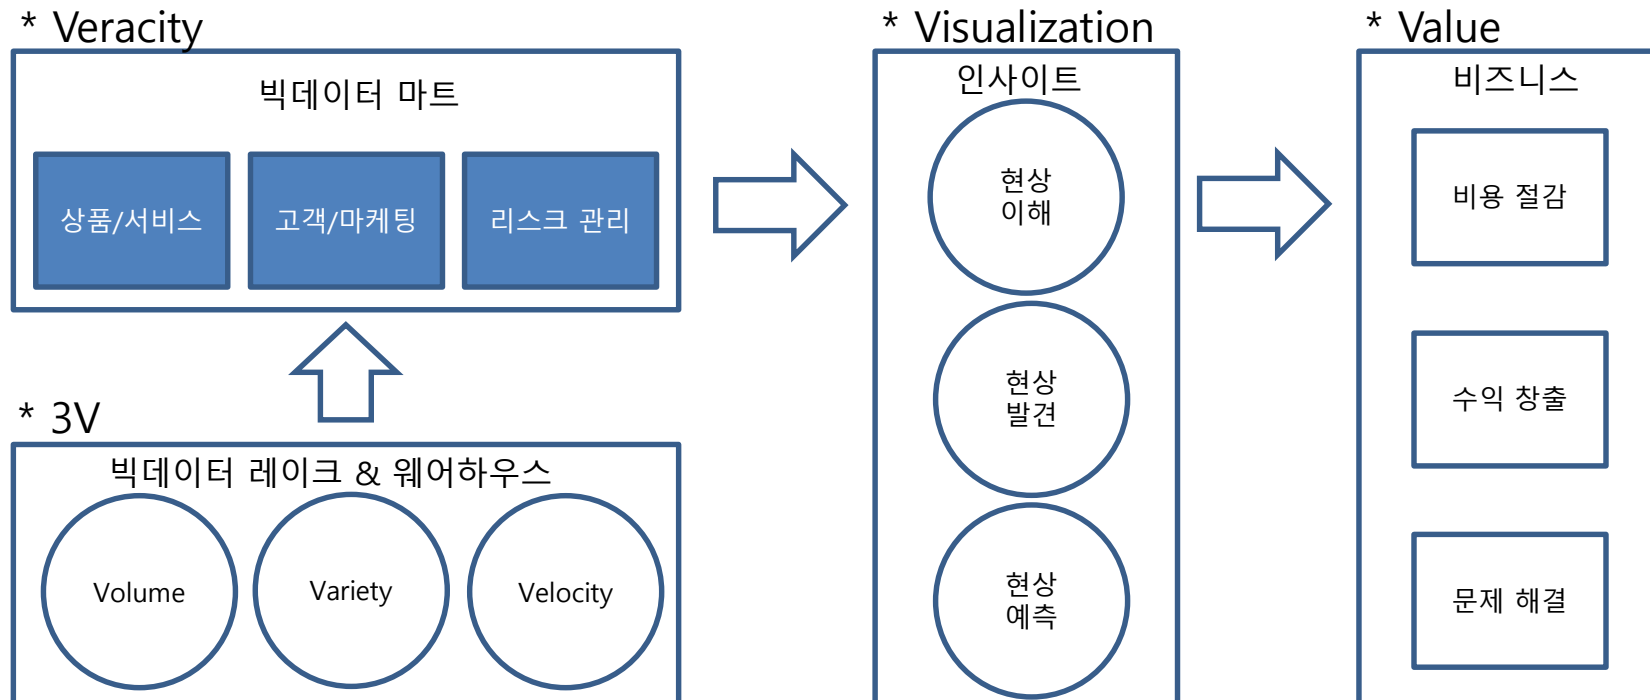 * Veracity
빅데이터 마트
상품/서비스
고객/마케팅
리스크 관리
* 3V
빅데이터 레이크 & 웨어하우스
Volume
Variety
Velocity
* Visualization
인사이트
현상
이해
현상
발견
현상
예측
* Value
비즈니스
비용 절감
수익 창출
문제 해결